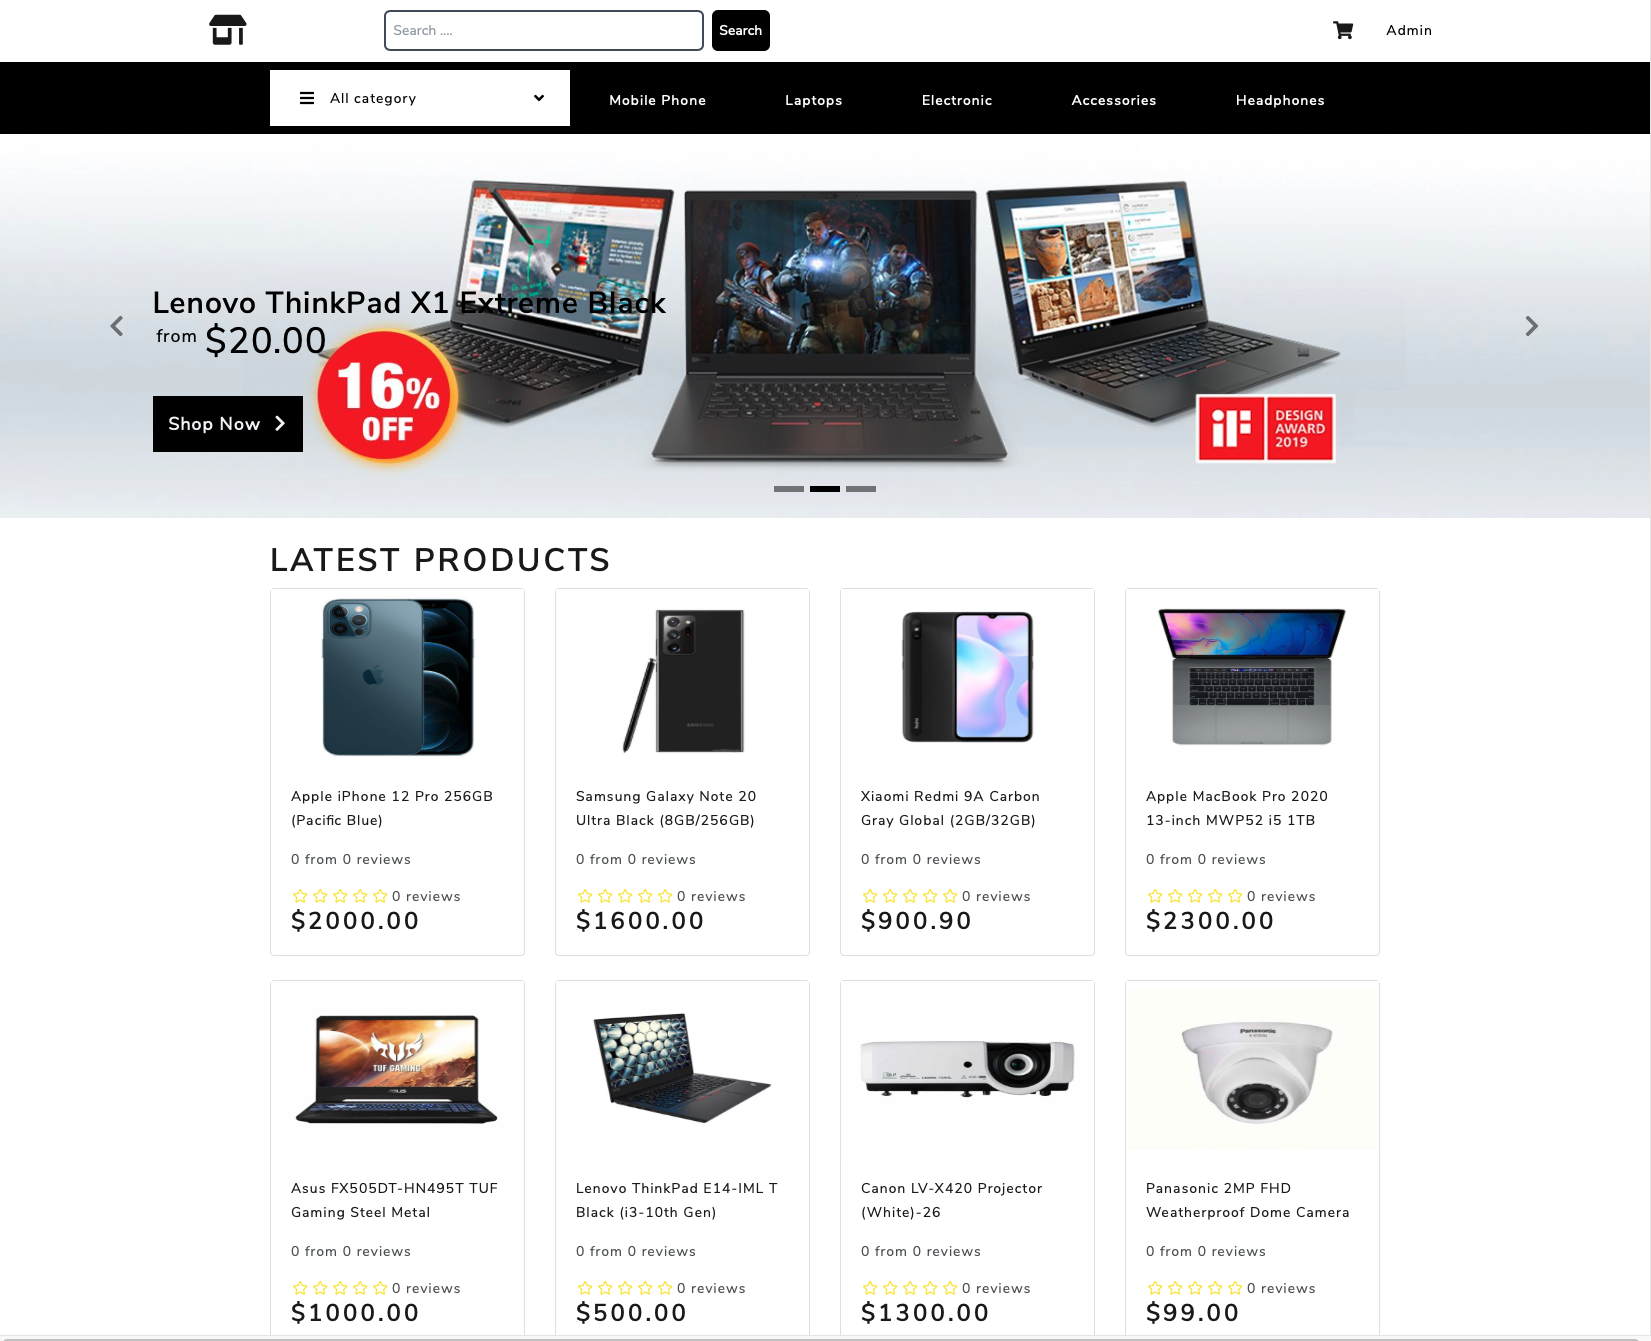 Search ....
Search
Admin
All category
Mobile Phone
Laptops
Electronic
Accessories
Headphones
Lenovo ThinkPad X1 Extreme Black
from $20.00
16%
OFF
Shop Now
iF
DESIGN
AWARD
2019
LATEST PRODUCTS
Apple iPhone 12 Pro 256GB
(Pacific Blue)
0 from 0 reviews
0 reviews
$2000.00
Samsung Galaxy Note 20
Ultra Black (8GB/256GB)
0 from 0 reviews
0 reviews
$1600.00
Xiaomi Redmi 9A Carbon
Gray Global (2GB/32GB)
0 from 0 reviews
0 reviews
$900.90
Apple MacBook Pro 2020
13-inch MWP52 i5 1TB
0 from 0 reviews
0 reviews
$2300.00
TUF GAMING
ASUS
Asus FX505DT-HN495T TUF
Gaming Steel Metal
0 from 0 reviews
0 reviews
$1000.00
Lenovo ThinkPad E14-IML T
Black (i3-10th Gen)
0 from 0 reviews
0 reviews
$500.00
Canon LV-X420 Projector
(White)-26
0 from 0 reviews
0 reviews
$1300.00
Panasonic
Panasonic 2MP FHD
Weatherproof Dome Camera
0 from 0 reviews
0 reviews
$99.00